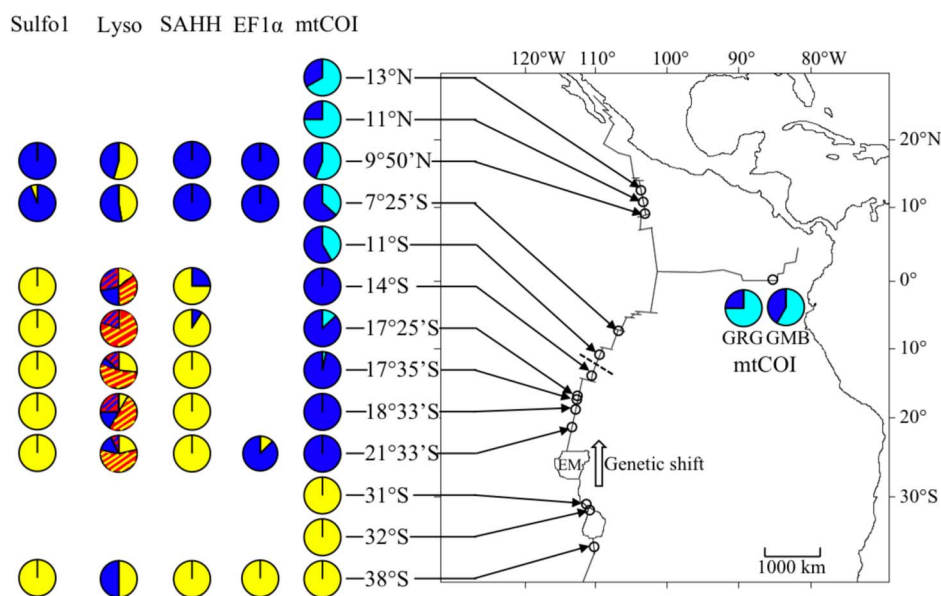 Sulfo1 Lyso SAHH EF1α mtCOI
120°W 110°W 100°W 90°W 80°W
13°N
11°N
9°50'N
7°25'S
11°S
14°S
17°25'S
17°35'S
18°33'S
21°33'S
31°S
32°S
38°S
20°N
10°N
0°
10°S
20°S
30°S
GRG GMB
mtCOI
EM
Genetic shift
1000 km